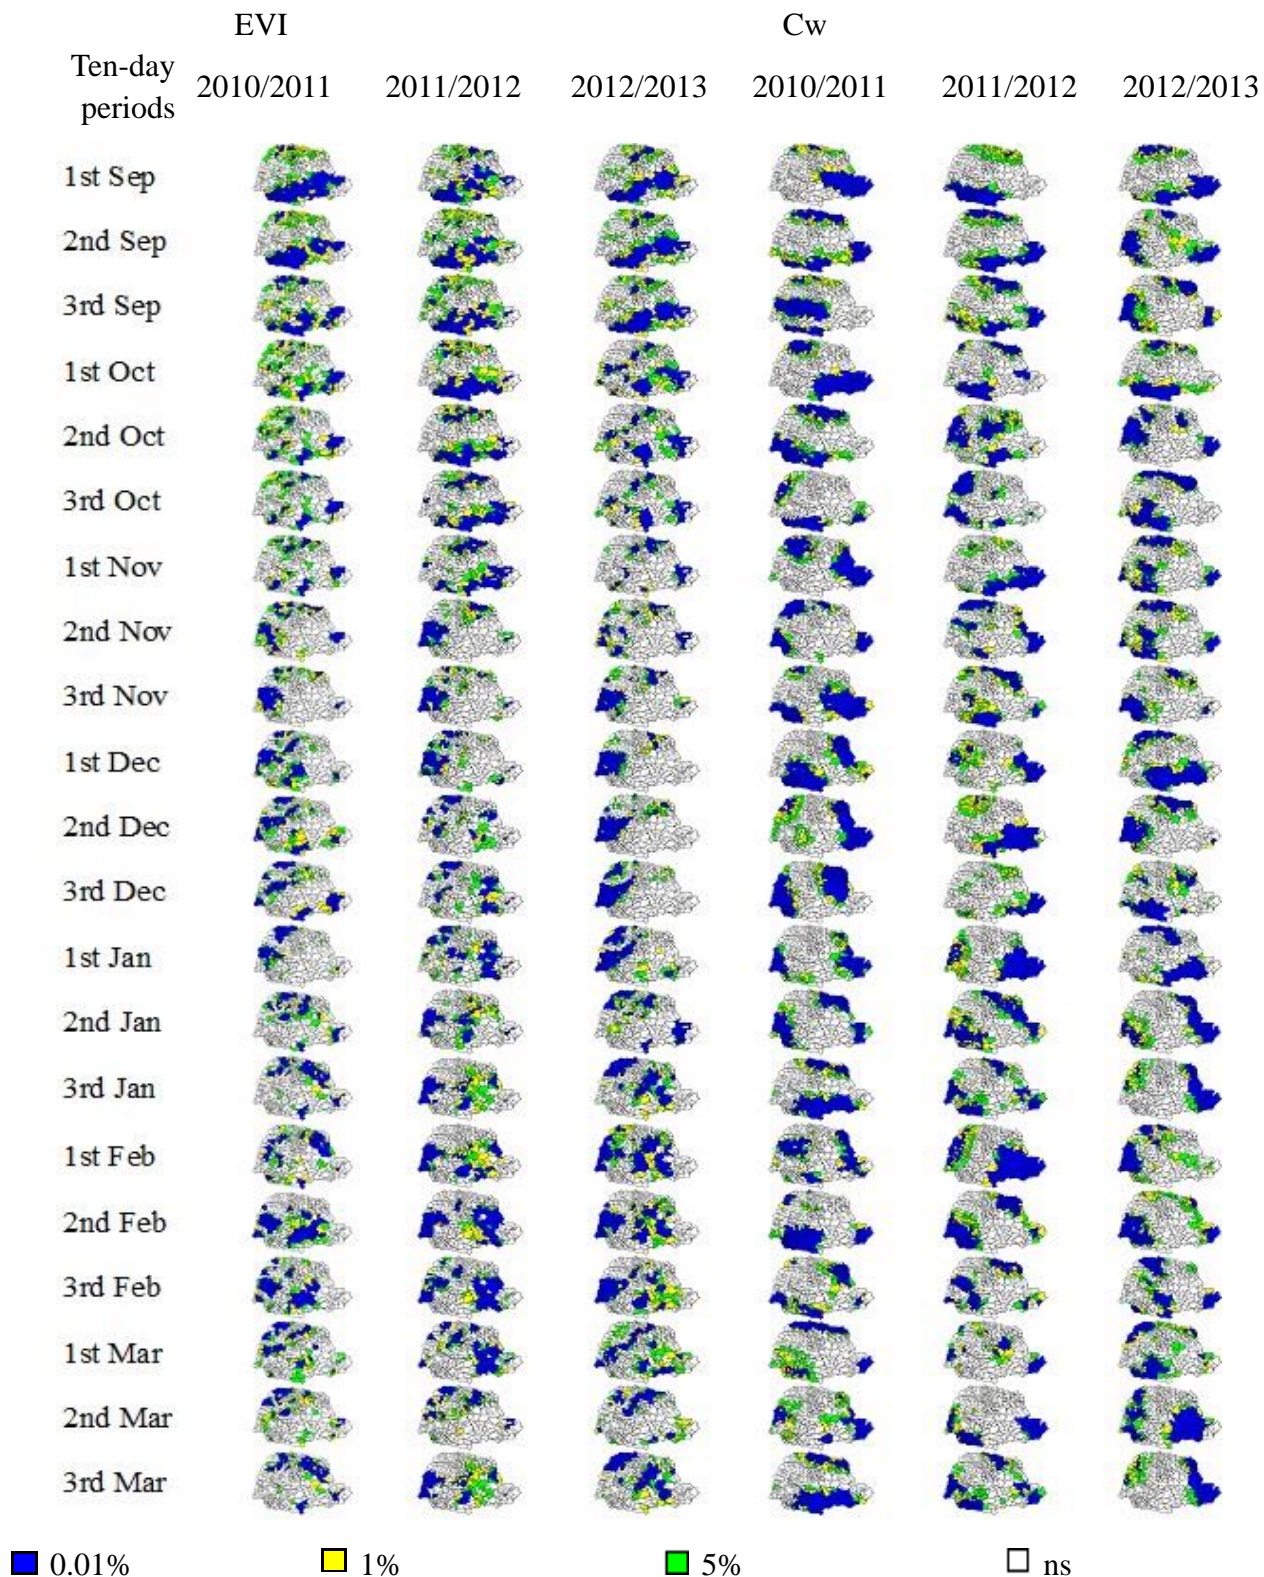 EVI Cw
Ten-day
periods
2010/2011 2011/2012 2012/2013 2010/2011 2011/2012 2012/2013
1st Sep
2nd Sep
3rd Sep
1st Oct
2nd Oct
3rd Oct
1st Nov
2nd Nov
3rd Nov
1st Dec
2nd Dec
3rd Dec
1st Jan
2nd Jan
3rd Jan
1st Feb
2nd Feb
3rd Feb
1st Mar
2nd Mar
3rd Mar
0.01% 1% 5% ns